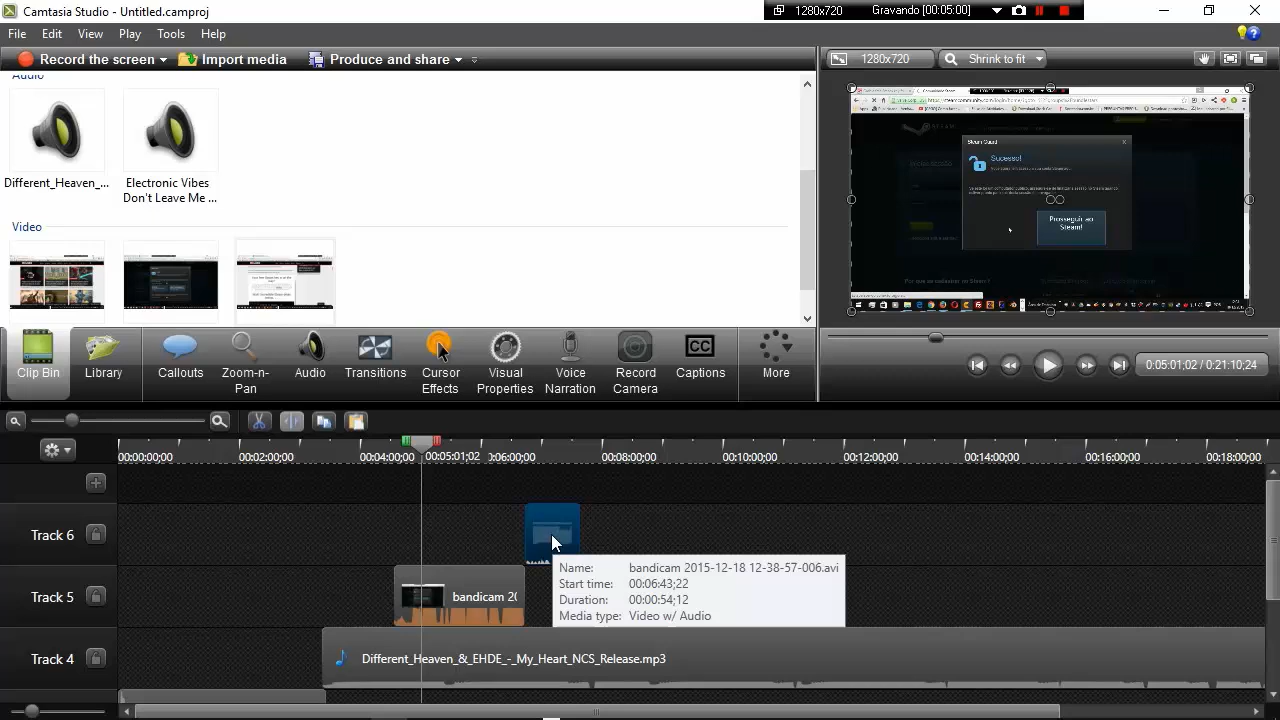 Camtasia Studio - Untitled.camproj
1280x720
Gravando [00:05:00]
File Edit View Play Tools Help
Record the screen
Import media
Produce and share
1280x720
Shrink to fit
Audio
Different_Heaven_...
Electronic Vibes
Don't Leave Me ...
Video
Steam Guard
Sucesso!
Prosseguir ao
Steam!
Clip Bin
Library
Callouts
Zoom-n-
Pan
Audio
Transitions
Cursor
Effects
Visual
Properties
Voice
Narration
Record
Camera
CC
Captions
More
0:05:01;02 / 0:21:10;24
00:00:00;00 00:02:00;00 00:04:00;00 00:05:01;02 00:06:00;00 00:08:00;00 00:10:00;00 00:12:00;00 00:14:00;00 00:16:00;00 00:18:00;00
Track 6
Name: bandicam 2015-12-18 12-38-57-006.avi
Start time: 00:06:43;22
Duration: 00:00:54;12
Media type: Video w/ Audio
Track 5
bandicam 20
Track 4
Different_Heaven_&_EHDE_-_My_Heart_NCS_Release.mp3